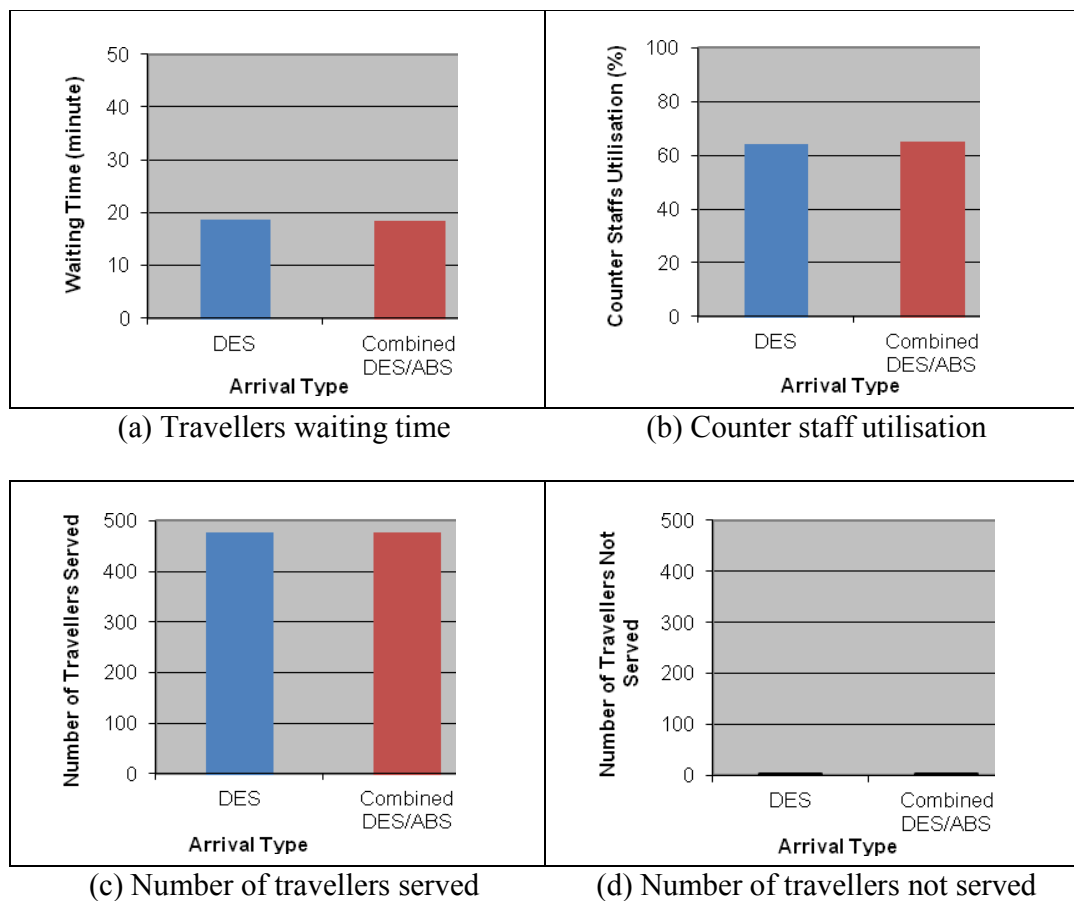 50
40
30
20
10
0
Waiting Time (minute)
DES
Combined
DES/ABS
Arrival Type
(a) Travellers waiting time
100
80
60
40
20
0
Counter Staffs Utilisation (%)
DES
Combined
DES/ABS
Arrival Type
(b) Counter staff utilisation
500
400
300
200
100
0
Number of Travellers Served
DES
Combined
DES/ABS
Arrival Type
(c) Number of travellers served
500
400
300
200
100
0
Number of Travellers Not
Served
DES
Combined
DES/ABS
Arrival Type
(d) Number of travellers not served